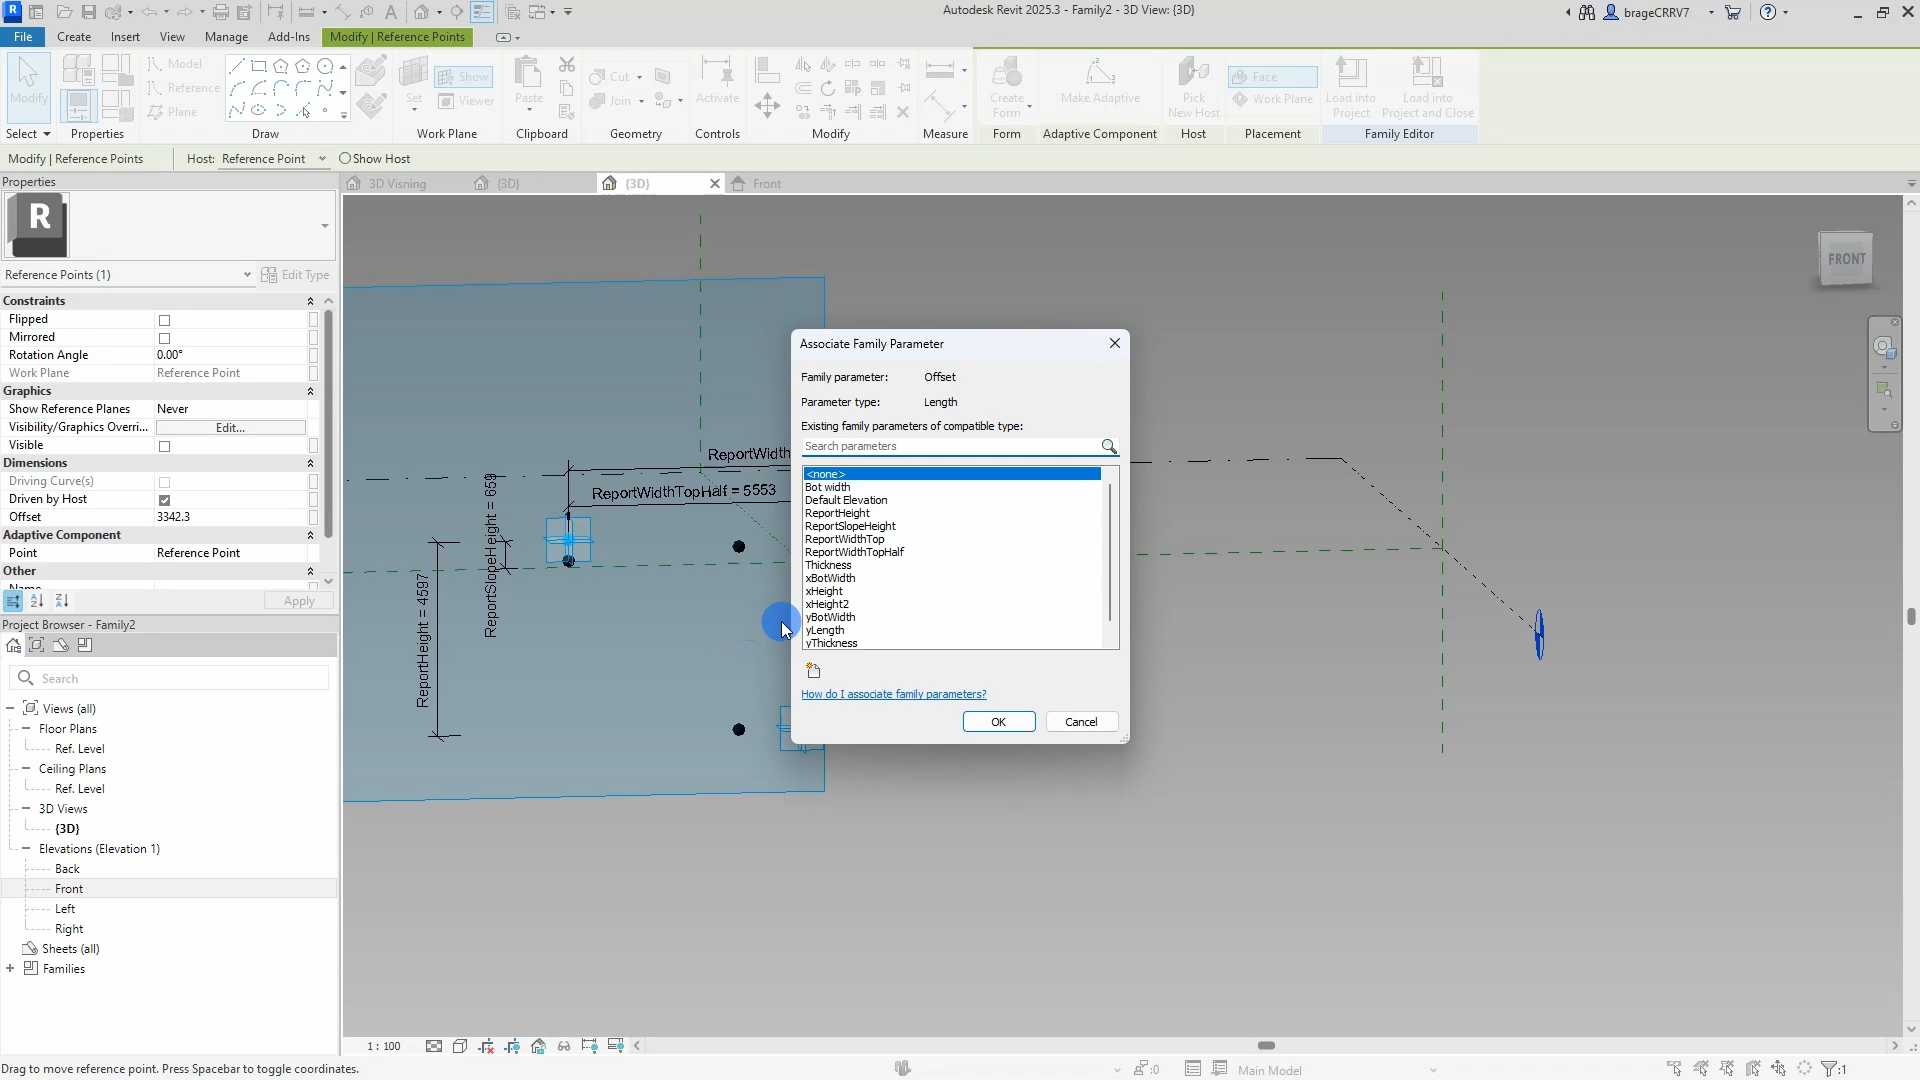 Autodesk Revit 2025.3 - Family2 - 3D View: {3D}
brageCRRV7
File Create Insert View Manage Add-Ins Modify | Reference Points
Modify
Model
Reference
Plane
Set
Show
Viewer
Paste
Cut
Join
Activate
Create
Form
Make Adaptive
Pick
New Host
Face
Work Plane
Load into
Project
Load into
Project and Close
Select Properties Draw Work Plane Clipboard Geometry Controls Modify Measure Form Adaptive Component Host Placement Family Editor
Modify | Reference Points Host: Reference Point Show Host
Properties
3D Visning {3D} {3D} Front
R
Reference Points (1) Edit Type
Constraints
Flipped
Mirrored
Rotation Angle 0.00°
Work Plane Reference Point
Graphics
Show Reference Planes Never
Visibility/Graphics Overri... Edit...
Visible
Dimensions
Driving Curve(s)
Driven by Host
Offset 3342.3
Adaptive Component
Point Reference Point
Other
Name
Apply
Project Browser - Family2
Search
Views (all)
Floor Plans
Ref. Level
Ceiling Plans
Ref. Level
3D Views
{3D}
Elevations (Elevation 1)
Back
Front
Left
Right
Sheets (all)
Families
ReportWidth
ReportWidthTopHalf = 5553
ReportSlopeHeight = 659
ReportHeight = 4597
FRONT
Associate Family Parameter
Family parameter: Offset
Parameter type: Length
Existing family parameters of compatible type:
Search parameters
<none>
Bot width
Default Elevation
ReportHeight
ReportSlopeHeight
ReportWidthTop
ReportWidthTopHalf
Thickness
xBotWidth
xHeight
xHeight2
yBotWidth
yLength
yThickness
How do I associate family parameters?
OK Cancel
1 : 100
Drag to move reference point. Press Spacebar to toggle coordinates.
:0
Main Model
:1